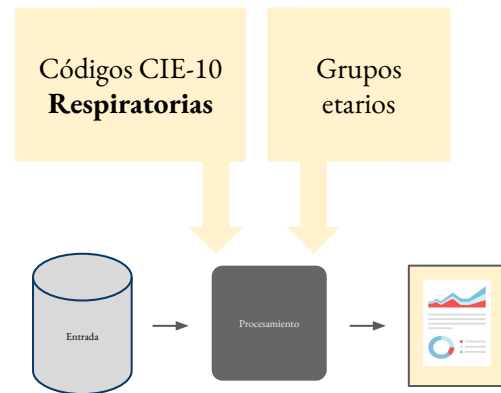 Códigos CIE-10
Respiratorias
Grupos
etarios
Entrada
Procesamiento